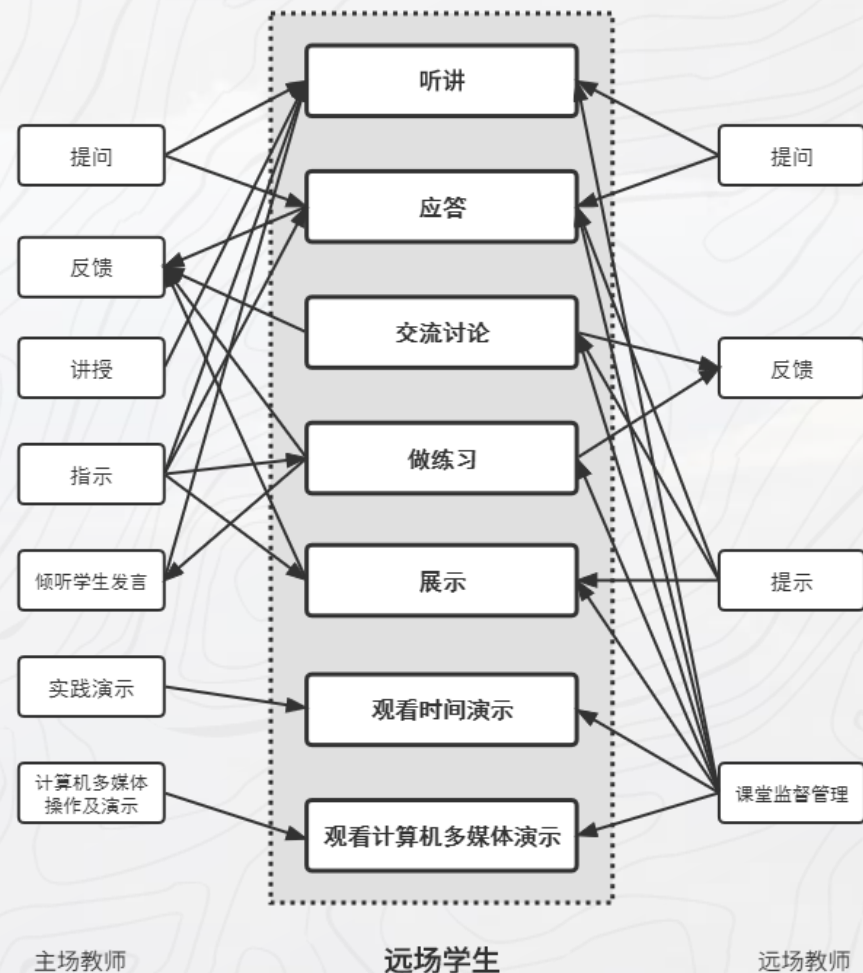 听讲
提问
提问
应答
反馈
交流讨论
讲授
反馈
做练习
指示
倾听学生发言
展示
提示
实践演示
观看时间演示
计算机多媒体
操作及演示
课堂监督管理
观看计算机多媒体演示
主场教师
远场学生
远场教师